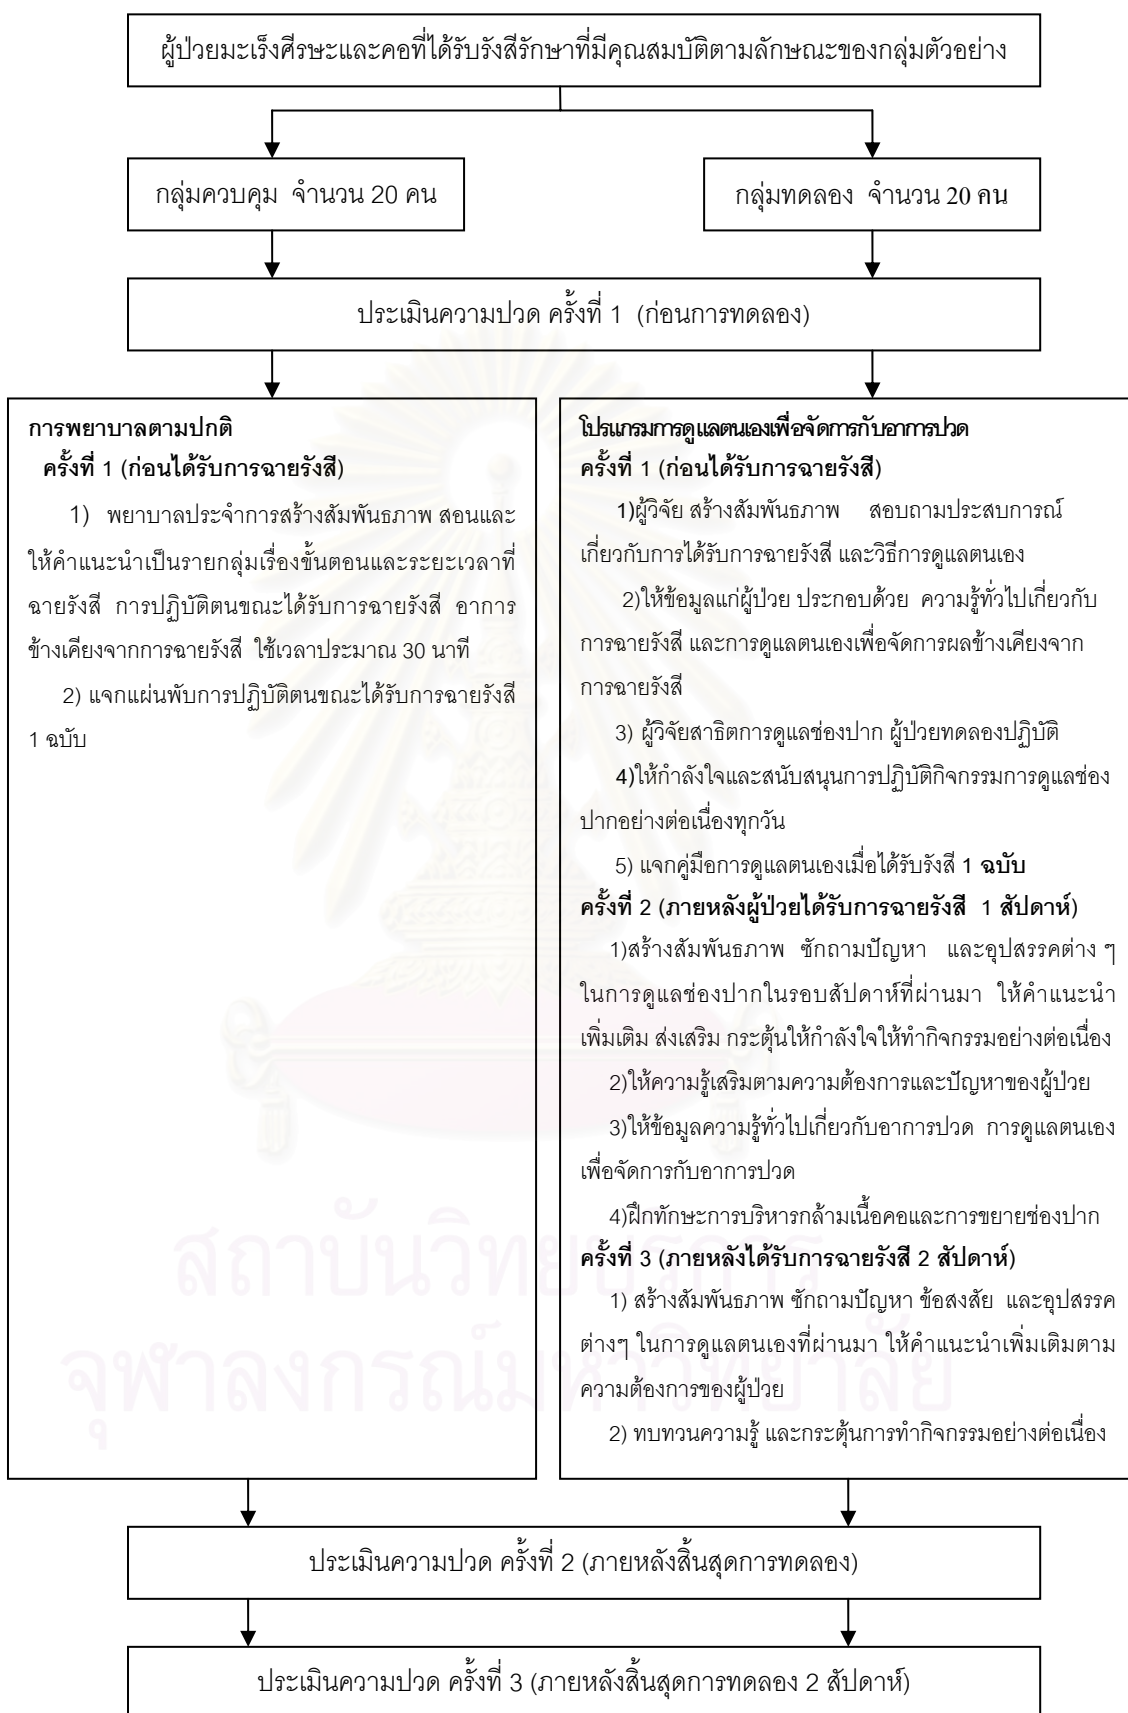 ผู้ป่วยมะเร็งศีรษะและคอที่ได้รับรังสีรักษาที่มีคุณสมบัติตามลักษณะของกลุ่มตัวอย่าง
กลุ่มควบคุม จำนวน 20 คน
กลุ่มทดลอง จำนวน 20 คน
ประเมินความปวด ครั้งที่ 1 (ก่อนการทดลอง)
การพยาบาลตามปกติ
ครั้งที่ 1 (ก่อนได้รับการฉายรังสี)
1) พยาบาลประจำการสร้างสัมพันธภาพ สอนและ
ให้คำแนะนำเป็นรายกลุ่มเรื่องขั้นตอนและระยะเวลาที่
ฉายรังสี การปฏิบัติตนขณะได้รับการฉายรังสี อาการ
ข้างเคียงจากการฉายรังสี ใช้เวลาประมาณ 30 นาที
2) แจกแผ่นพับการปฏิบัติตนขณะได้รับการฉายรังสี
1 ฉบับ
โปรแกรมการดูแลตนเองเพื่อจัดการกับอาการปวด
ครั้งที่ 1 (ก่อนได้รับการฉายรังสี)
1)ผู้วิจัย สร้างสัมพันธภาพ สอบถามประสบการณ์
เกี่ยวกับการได้รับการฉายรังสี และวิธีการดูแลตนเอง
2)ให้ข้อมูลแก่ผู้ป่วย ประกอบด้วย ความรู้ทั่วไปเกี่ยวกับ
การฉายรังสี และการดูแลตนเองเพื่อจัดการผลข้างเคียงจาก
การฉายรังสี
3) ผู้วิจัยสาธิตการดูแลช่องปาก ผู้ป่วยทดลองปฏิบัติ
4)ให้กำลังใจและสนับสนุนการปฏิบัติกิจกรรมการดูแลช่อง
ปากอย่างต่อเนื่องทุกวัน
5) แจกคู่มือการดูแลตนเองเมื่อได้รับรังสี 1 ฉบับ
ครั้งที่ 2 (ภายหลังผู้ป่วยได้รับการฉายรังสี 1 สัปดาห์)
1)สร้างสัมพันธภาพ ซักถามปัญหา และอุปสรรคต่าง ๆ
ในการดูแลช่องปากในรอบสัปดาห์ที่ผ่านมา ให้คำแนะนำ
เพิ่มเติม ส่งเสริม กระตุ้นให้กำลังใจให้ทำกิจกรรมอย่างต่อเนื่อง
2)ให้ความรู้เสริมตามความต้องการและปัญหาของผู้ป่วย
3)ให้ข้อมูลความรู้ทั่วไปเกี่ยวกับอาการปวด การดูแลตนเอง
เพื่อจัดการกับอาการปวด
4)ฝึกทักษะการบริหารกล้ามเนื้อคอและการขยายช่องปาก
ครั้งที่ 3 (ภายหลังได้รับการฉายรังสี 2 สัปดาห์)
1) สร้างสัมพันธภาพ ซักถามปัญหา ข้อสงสัย และอุปสรรค
ต่างๆ ในการดูแลตนเองที่ผ่านมา ให้คำแนะนำเพิ่มเติมตาม
ความต้องการของผู้ป่วย
2) ทบทวนความรู้ และกระตุ้นการทำกิจกรรมอย่างต่อเนื่อง
สถาบันวิทยบริการ
จุฬาลงกรณ์มหาวิทยาลัย
ประเมินความปวด ครั้งที่ 2 (ภายหลังสิ้นสุดการทดลอง)
ประเมินความปวด ครั้งที่ 3 (ภายหลังสิ้นสุดการทดลอง 2 สัปดาห์)